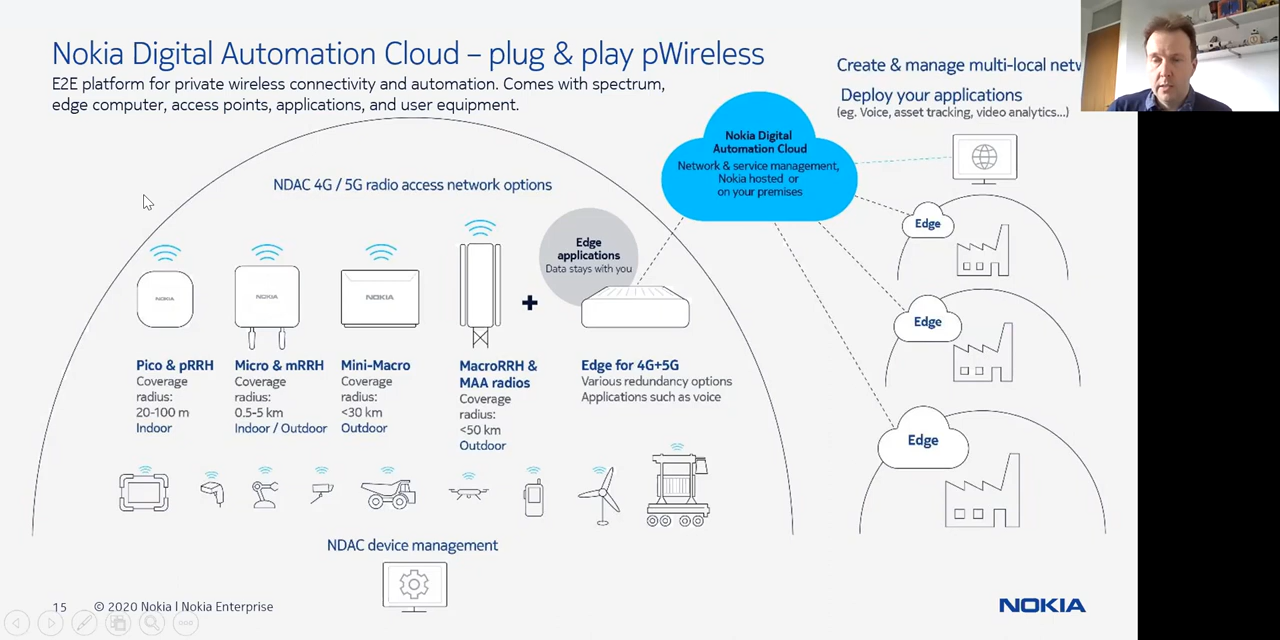 Nokia Digital Automation Cloud – plug & play pWireless
E2E platform for private wireless connectivity and automation. Comes with spectrum,
edge computer, access points, applications, and user equipment.
Create & manage multi-local netw
Deploy your applications
(eg. Voice, asset tracking, video analytics...)
Nokia Digital
Automation Cloud
Network & service management,
Nokia hosted or
on your premises
NDAC 4G / 5G radio access network options
Edge
applications
Data stays with you
NOKIA
NOKIA
NOKIA
+
Pico & pRRH
Coverage
radius:
20-100 m
Indoor
Micro & mRRH
Coverage
radius:
0.5-5 km
Indoor / Outdoor
Mini-Macro
Coverage
radius:
<30 km
Outdoor
MacroRRH &
MAA radios
Coverage
radius:
<50 km
Outdoor
Edge for 4G+5G
Various redundancy options
Applications such as voice
Edge
Edge
Edge
NDAC device management
15
© 2020 Nokia I Nokia Enterprise
NOKIA